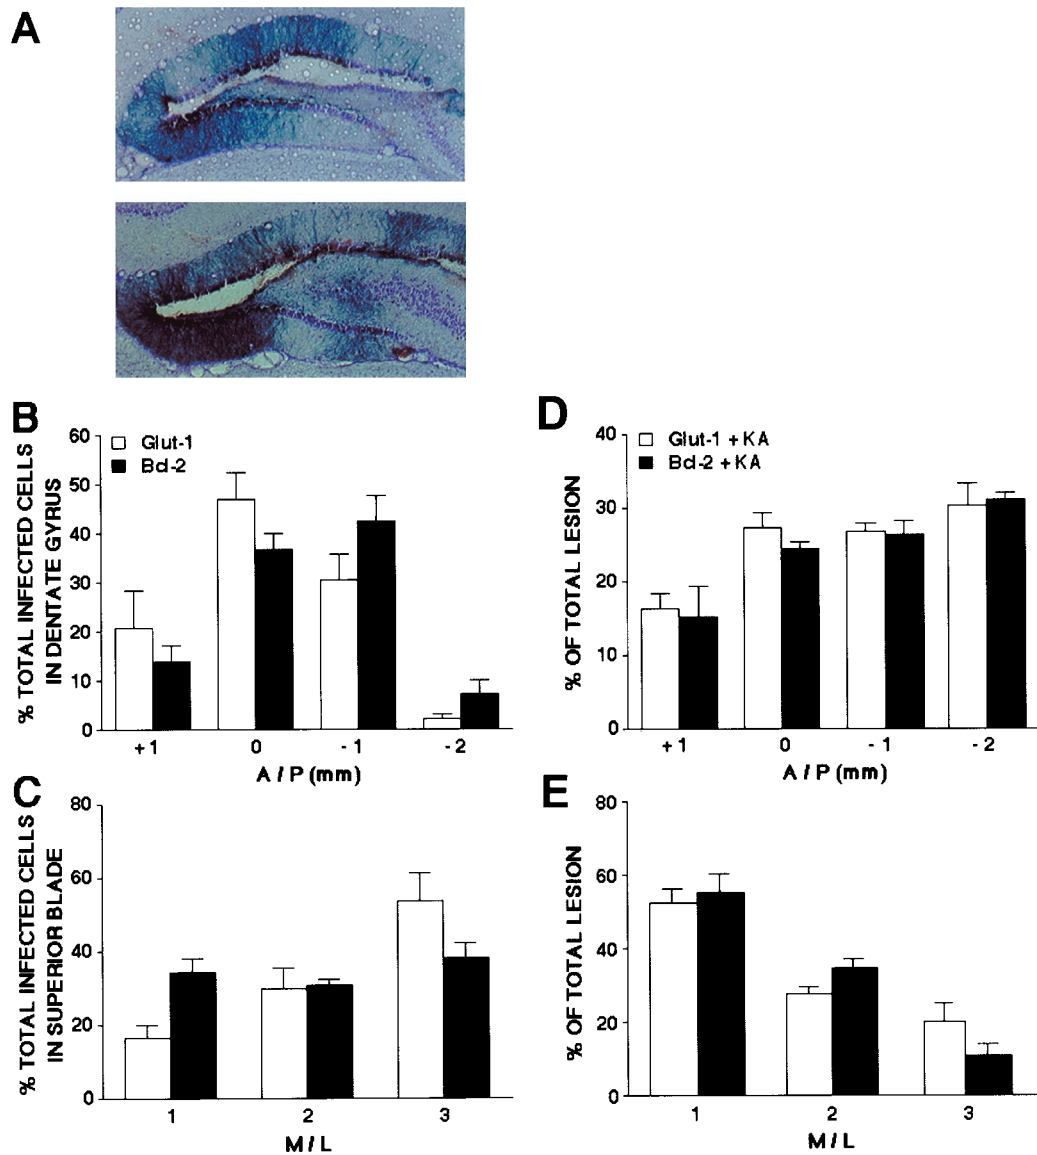 A
B
% TOTAL INFECTED CELLS
IN DENTATE GYRUS
60
50
40
30
20
10
0
Glut-1
Bcl-2
+1
0
-1
-2
A / P (mm)
C
% TOTAL INFECTED CELLS
IN SUPERIOR BLADE
80
60
40
20
0
1
2
3
M / L
D
% OF TOTAL LESION
40
30
20
10
0
Glut-1 + KA
Bcl-2 + KA
+1
0
-1
-2
A / P (mm)
E
% OF TOTAL LESION
80
60
40
20
0
1
2
3
M / L